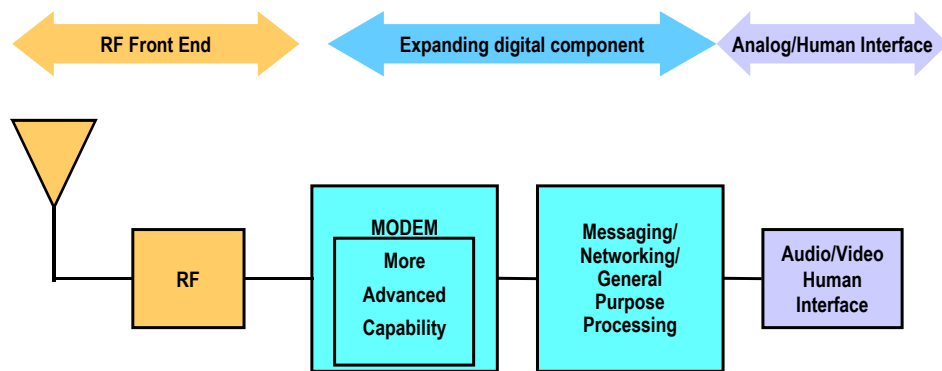 RF Front End
Expanding digital component
Analog/Human Interface
RF
MODEM
More
Advanced
Capability
Messaging/
Networking/
General
Purpose
Processing
Audio/Video
Human
Interface